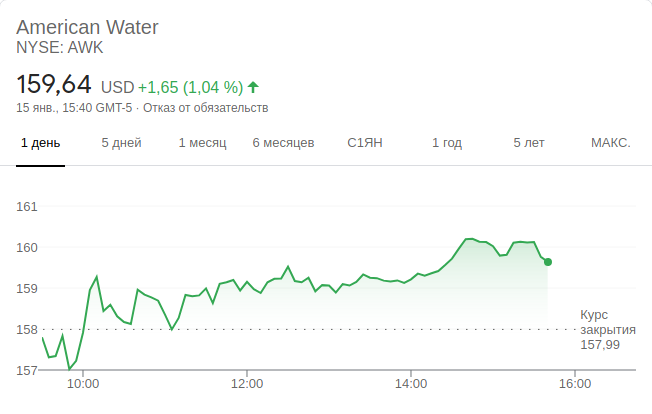 American Water
NYSE: AWK
159,64 USD +1,65 (1,04 %)
15 янв., 15:40 GMT-5 · Отказ от обязательств
1 день 5 дней 1 месяц 6 месяцев С1ЯН 1 год 5 лет МАКС.
161
160
159
158
157
Курс
закрытия
157,99
10:00 12:00 14:00 16:00